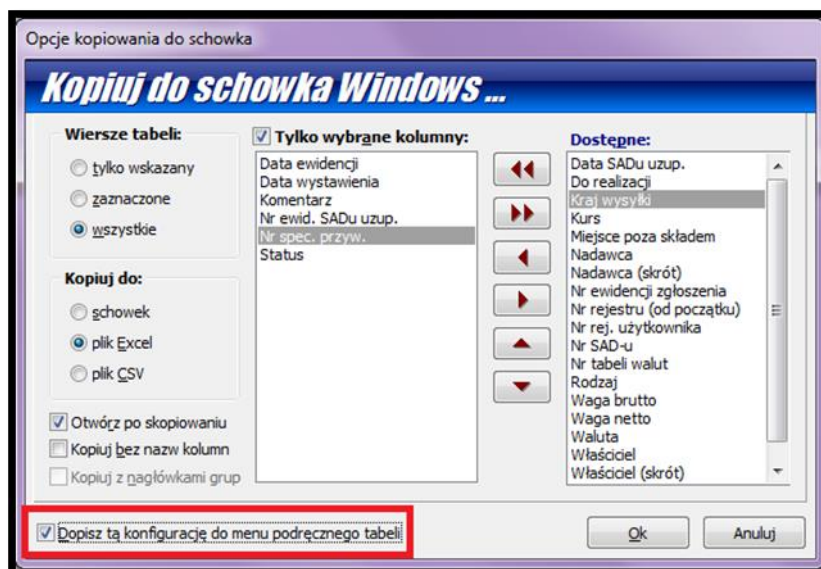 Opcje kopiowania do schowka
Kopiuj do schowka Windows ...
Wiersze tabeli:
tylko wskazany
zaznaczone
wszystkie
Kopiuj do:
schowek
plik Excel
plik CSV
Otwórz po skopiowaniu
Kopiuj bez nazw kolumn
Kopiuj z nagłówkami grup
Tylko wybrane kolumny:
Data ewidencji
Data wystawienia
Komentarz
Nr ewid. SADu uzup.
Nr spec. przyw.
Status
Dostępne:
Data SADu uzup.
Do realizacji
Kraj wysyłki
Kurs
Miejsce poza składem
Nadawca
Nadawca (skrót)
Nr ewidencji zgłoszenia
Nr rejestru (od początku)
Nr rej. użytkownika
Nr SAD-u
Nr tabeli walut
Rodzaj
Waga brutto
Waga netto
Waluta
Właściciel
Właściciel (skrót)
Dopisz tą konfigurację do menu podręcznego tabeli
Ok
Anuluj